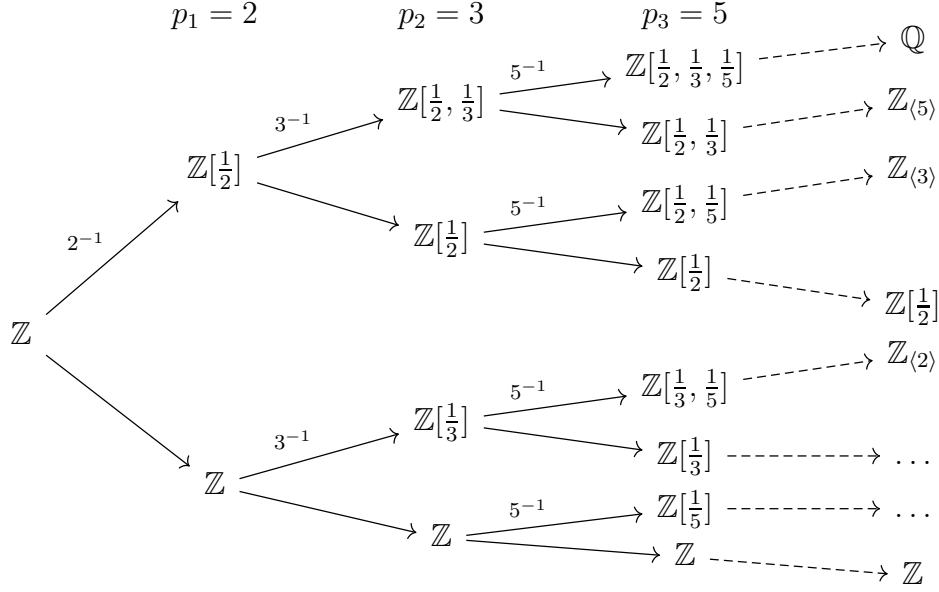 p₁ = 2 p₂ = 3 p₃ = 5
ℚ
ℤ[1/2, 1/3, 1/5]
5⁻¹
ℤ[1/2, 1/3]
ℤ₍₅₎
3⁻¹
ℤ[1/2, 1/3]
ℤ[1/2]
ℤ⟨3⟩
5⁻¹
ℤ[1/2, 1/5]
2⁻¹
ℤ[1/2]
ℤ[1/2]
ℤ[1/2]
ℤ
ℤ⟨2⟩
5⁻¹
ℤ[1/3, 1/5]
3⁻¹
ℤ[1/3]
ℤ[1/3] …
ℤ
5⁻¹
ℤ[1/5] …
ℤ
ℤ
ℤ